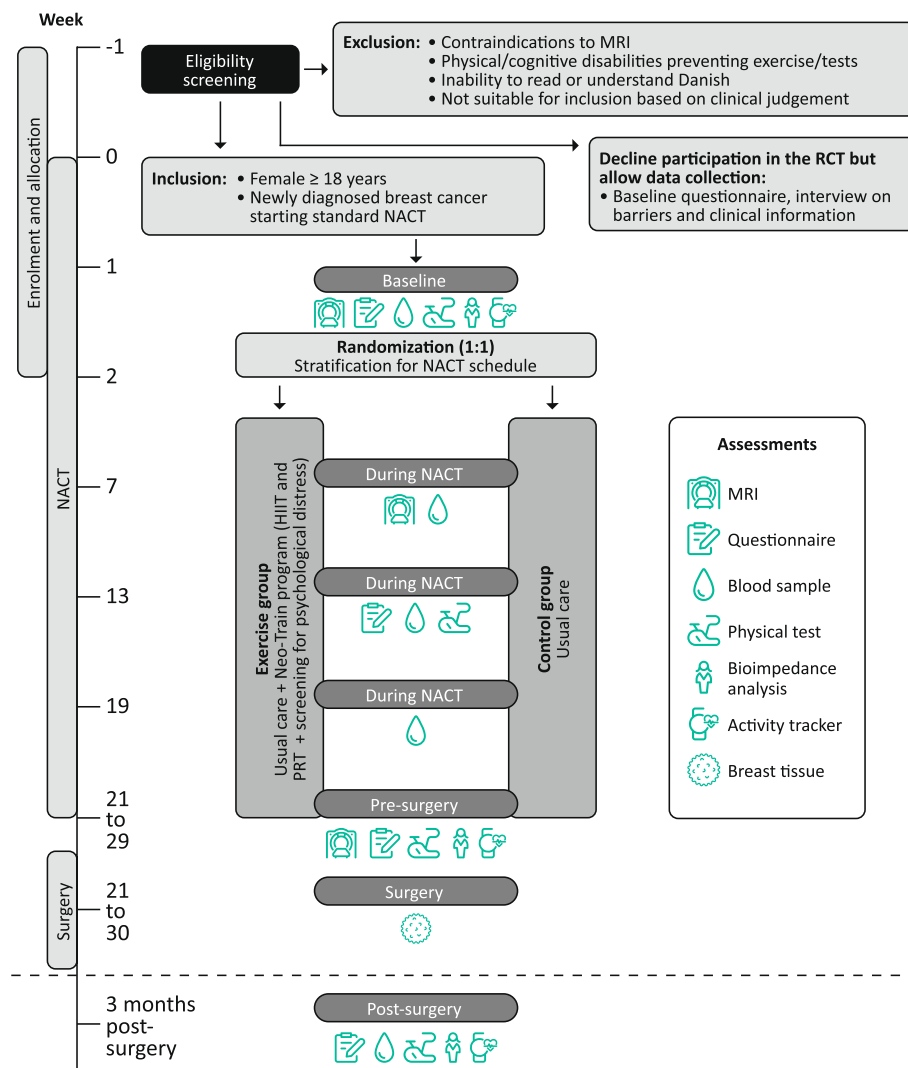 Week
-1
0
1
2
7
13
19
21
to
29
21
to
30
3 months
post-
surgery
Enrolment and allocation
NACT
Surgery
Eligibility
screening
Exclusion: • Contraindications to MRI
• Physical/cognitive disabilities preventing exercise/tests
• Inability to read or understand Danish
• Not suitable for inclusion based on clinical judgement
Decline participation in the RCT but
allow data collection:
• Baseline questionnaire, interview on
barriers and clinical information
Inclusion: • Female ≥ 18 years
• Newly diagnosed breast cancer
starting standard NACT
Baseline
Randomization (1:1)
Stratification for NACT schedule
Exercise group
Usual care + Neo-Train program (HIIT and
PRT + screening for psychological distress)
Control group
Usual care
During NACT
During NACT
During NACT
Pre-surgery
Surgery
Post-surgery
Assessments
MRI
Questionnaire
Blood sample
Physical test
Bioimpedance
analysis
Activity tracker
Breast tissue